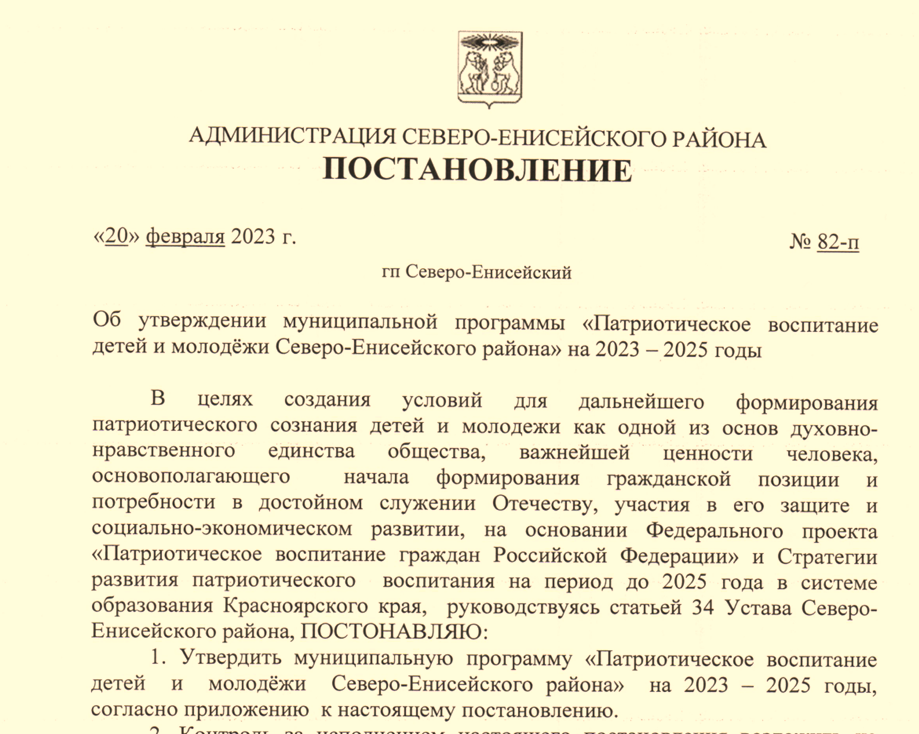 АДМИНИСТРАЦИЯ СЕВЕРО-ЕНИСЕЙСКОГО РАЙОНА
ПОСТАНОВЛЕНИЕ
«20» февраля 2023 г. № 82-п
гп Северо-Енисейский
Об утверждении муниципальной программы «Патриотическое воспитание
детей и молодёжи Северо-Енисейского района» на 2023 – 2025 годы
В целях создания условий для дальнейшего формирования
патриотического сознания детей и молодежи как одной из основ духовно-
нравственного единства общества, важнейшей ценности человека,
основополагающего начала формирования гражданской позиции и
потребности в достойном служении Отечеству, участия в его защите и
социально-экономическом развитии, на основании Федерального проекта
«Патриотическое воспитание граждан Российской Федерации» и Стратегии
развития патриотического воспитания на период до 2025 года в системе
образования Красноярского края, руководствуясь статьей 34 Устава Северо-
Енисейского района, ПОСТОНАВЛЯЮ:
1. Утвердить муниципальную программу «Патриотическое воспитание
детей и молодёжи Северо-Енисейского района» на 2023 – 2025 годы,
согласно приложению к настоящему постановлению.